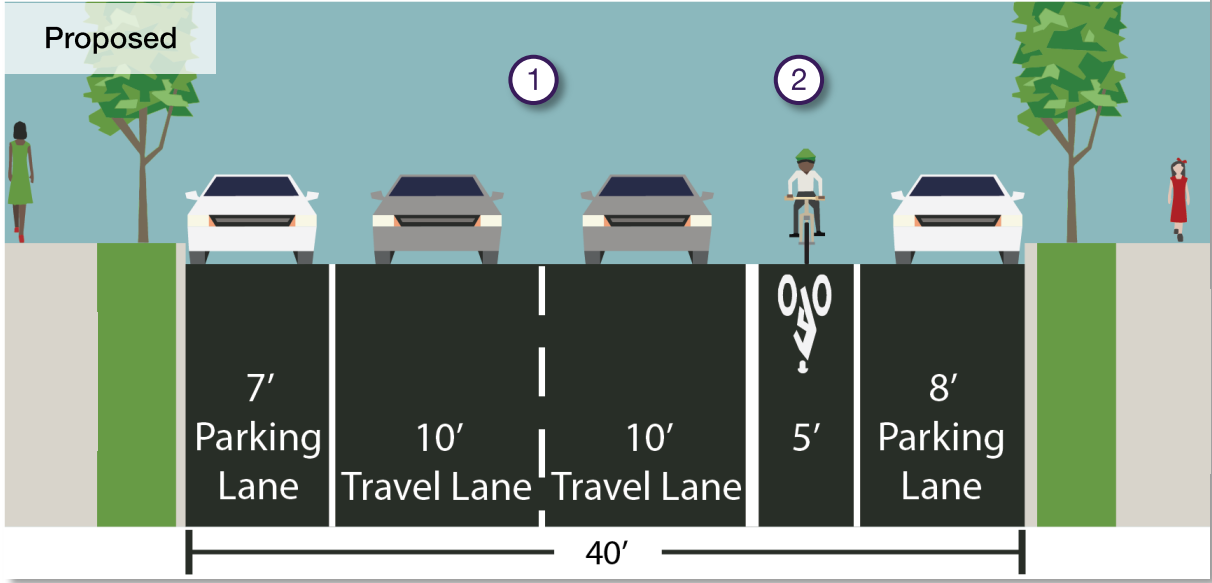 Proposed
1
2
7′
Parking
Lane
10′
Travel Lane
10′
Travel Lane
5′
8′
Parking
Lane
40′